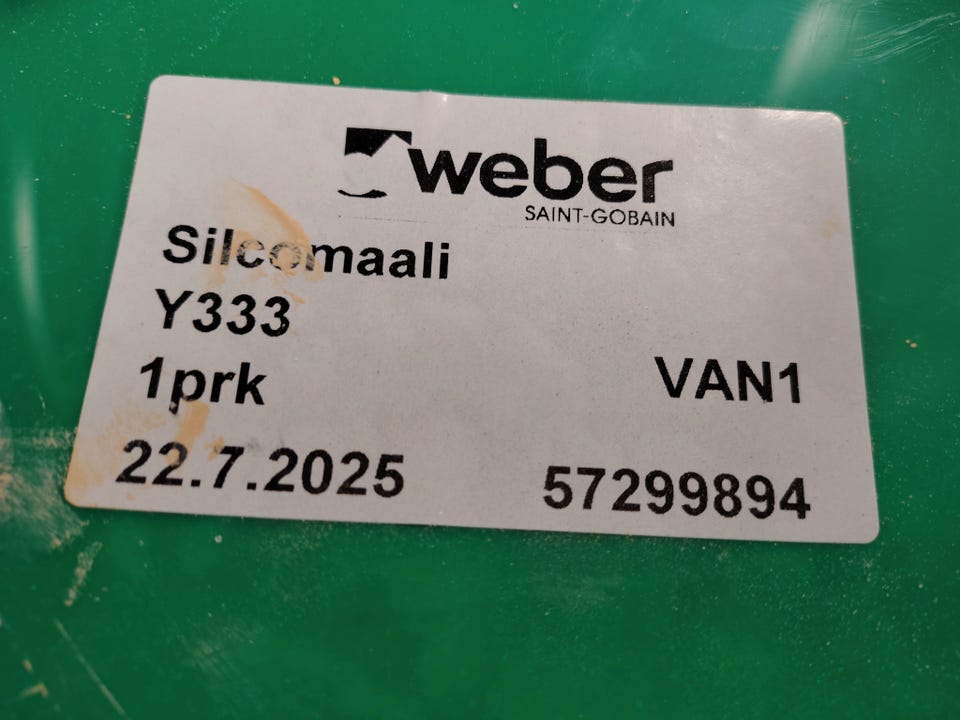 weber
SAINT-GOBAIN
Silcomaali
Y333
1prk VAN1
22.7.2025 57299894